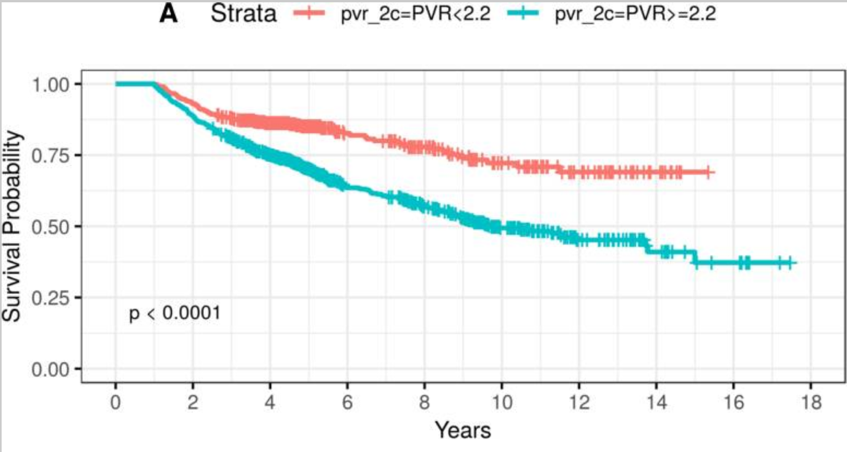 A Strata pvr_2c=PVR<2.2 pvr_2c=PVR>=2.2
1.00
0.75
0.50
0.25
0.00
Survival Probability
p < 0.0001
0 2 4 6 8 10 12 14 16 18
Years